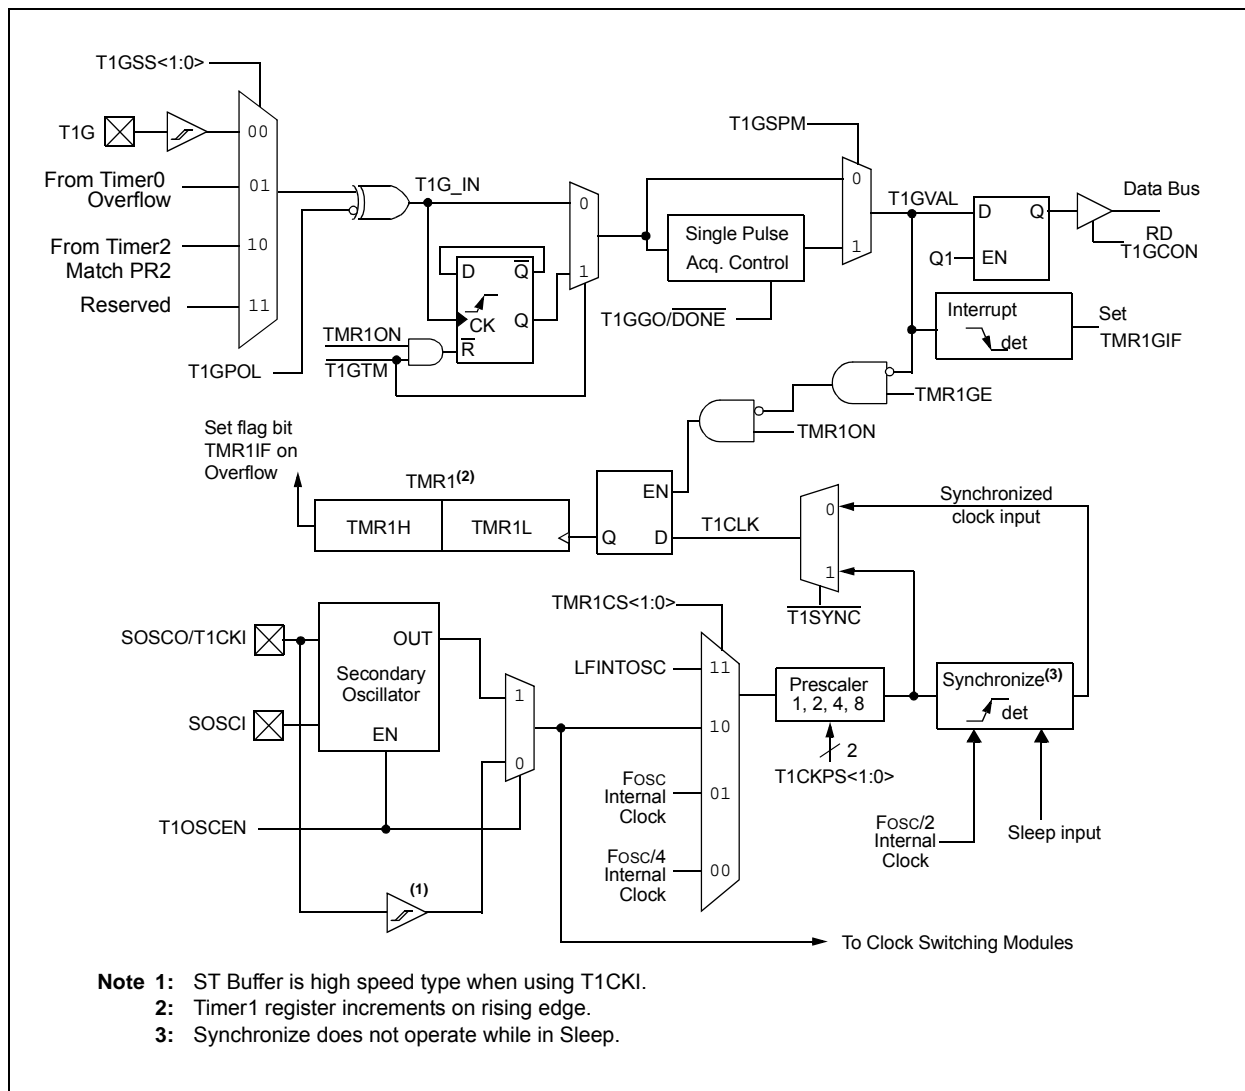 T1GSS<1:0>
T1G
00
From Timer0
Overflow
01
From Timer2
Match PR2
10
Reserved
11
T1GPOL
T1G_IN
0
1
D
Q
CK
Q
R
TMR1ON
T1GTM
T1GSPM
0
1
Single Pulse
Acq. Control
T1GGO/DONE
T1GVAL
D
Q
Q1
EN
Data Bus
RD
T1GCON
Interrupt
det
Set
TMR1GIF
TMR1GE
TMR1ON
Set flag bit
TMR1IF on
Overflow
TMR1(2)
TMR1H
TMR1L
EN
Q
D
T1CLK
0
1
T1SYNC
Synchronized
clock input
SOSCO/T1CKI
SOSCI
OUT
Secondary
Oscillator
EN
1
0
T1OSCEN
(1)
TMR1CS<1:0>
LFINTOSC
11
10
FOSC
Internal
Clock
01
FOSC/4
Internal
Clock
00
Prescaler
1, 2, 4, 8
2
T1CKPS<1:0>
Synchronize(3)
det
FOSC/2
Internal
Clock
Sleep input
To Clock Switching Modules
Note 1: ST Buffer is high speed type when using T1CKI.
2: Timer1 register increments on rising edge.
3: Synchronize does not operate while in Sleep.